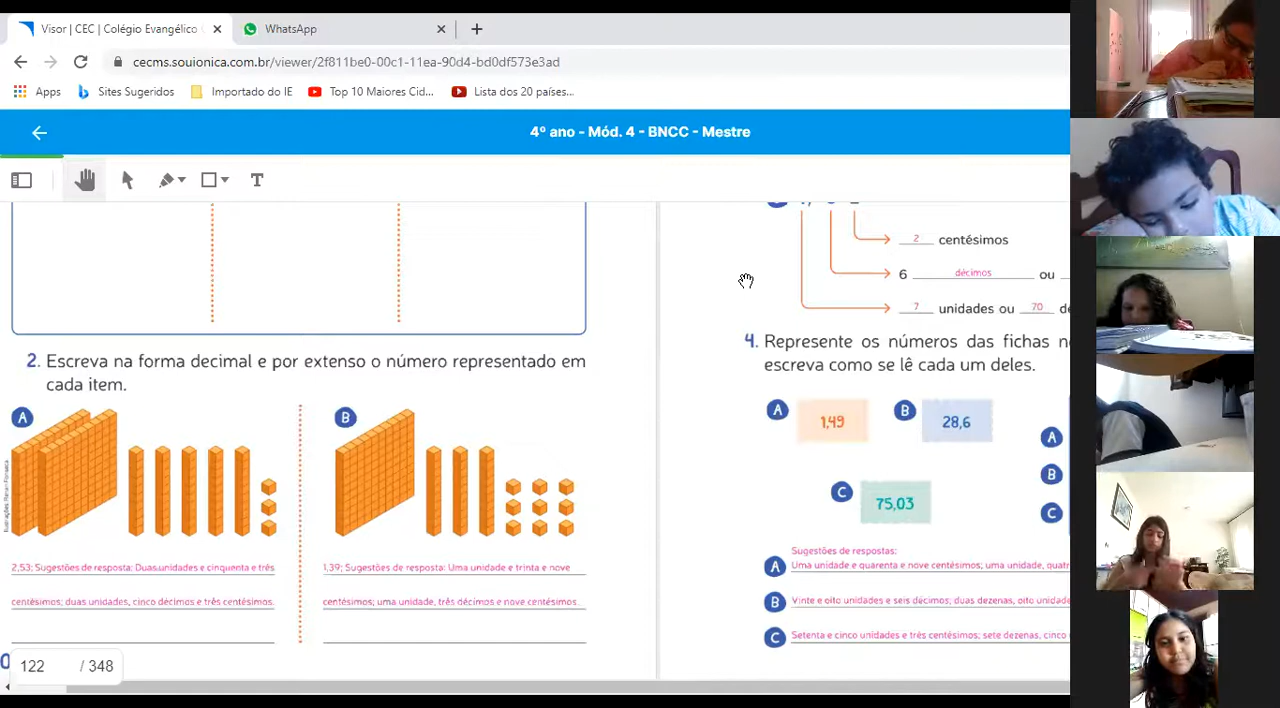 Visor | CEC | Colégio Evangélico
WhatsApp
cecms.souionica.com.br/viewer/2f811be0-00c1-11ea-90d4-bd0df573e3ad
Apps
Sites Sugeridos
Importado do IE
Top 10 Maiores Cid...
Lista dos 20 países...
4º ano - Mód. 4 - BNCC - Mestre
T
2. Escreva na forma decimal e por extenso o número representado em
cada item.
A
B
2,53; Sugestões de resposta: Duas unidades e cinquenta e três
centésimos; duas unidades, cinco décimos e três centésimos.
1,39; Sugestões de resposta: Uma unidade e trinta e nove
centésimos; uma unidade, três décimos e nove centésimos.
122 / 348
2 centésimos
6 décimos ou
7 unidades ou 70
4. Represente os números das fichas
escreva como se lê cada um deles.
A 1,49
B 28,6
C 75,03
A
B
C
Sugestões de respostas:
A Uma unidade e quarenta e nove centésimos; uma unidade,
B Vinte e oito unidades e seis décimos; duas dezenas, oito
C Setenta e cinco unidades e três centésimos; sete dezenas, cinco